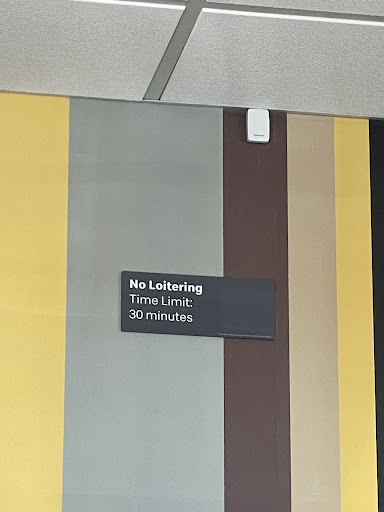 No Loitering
Time Limit:
30 minutes